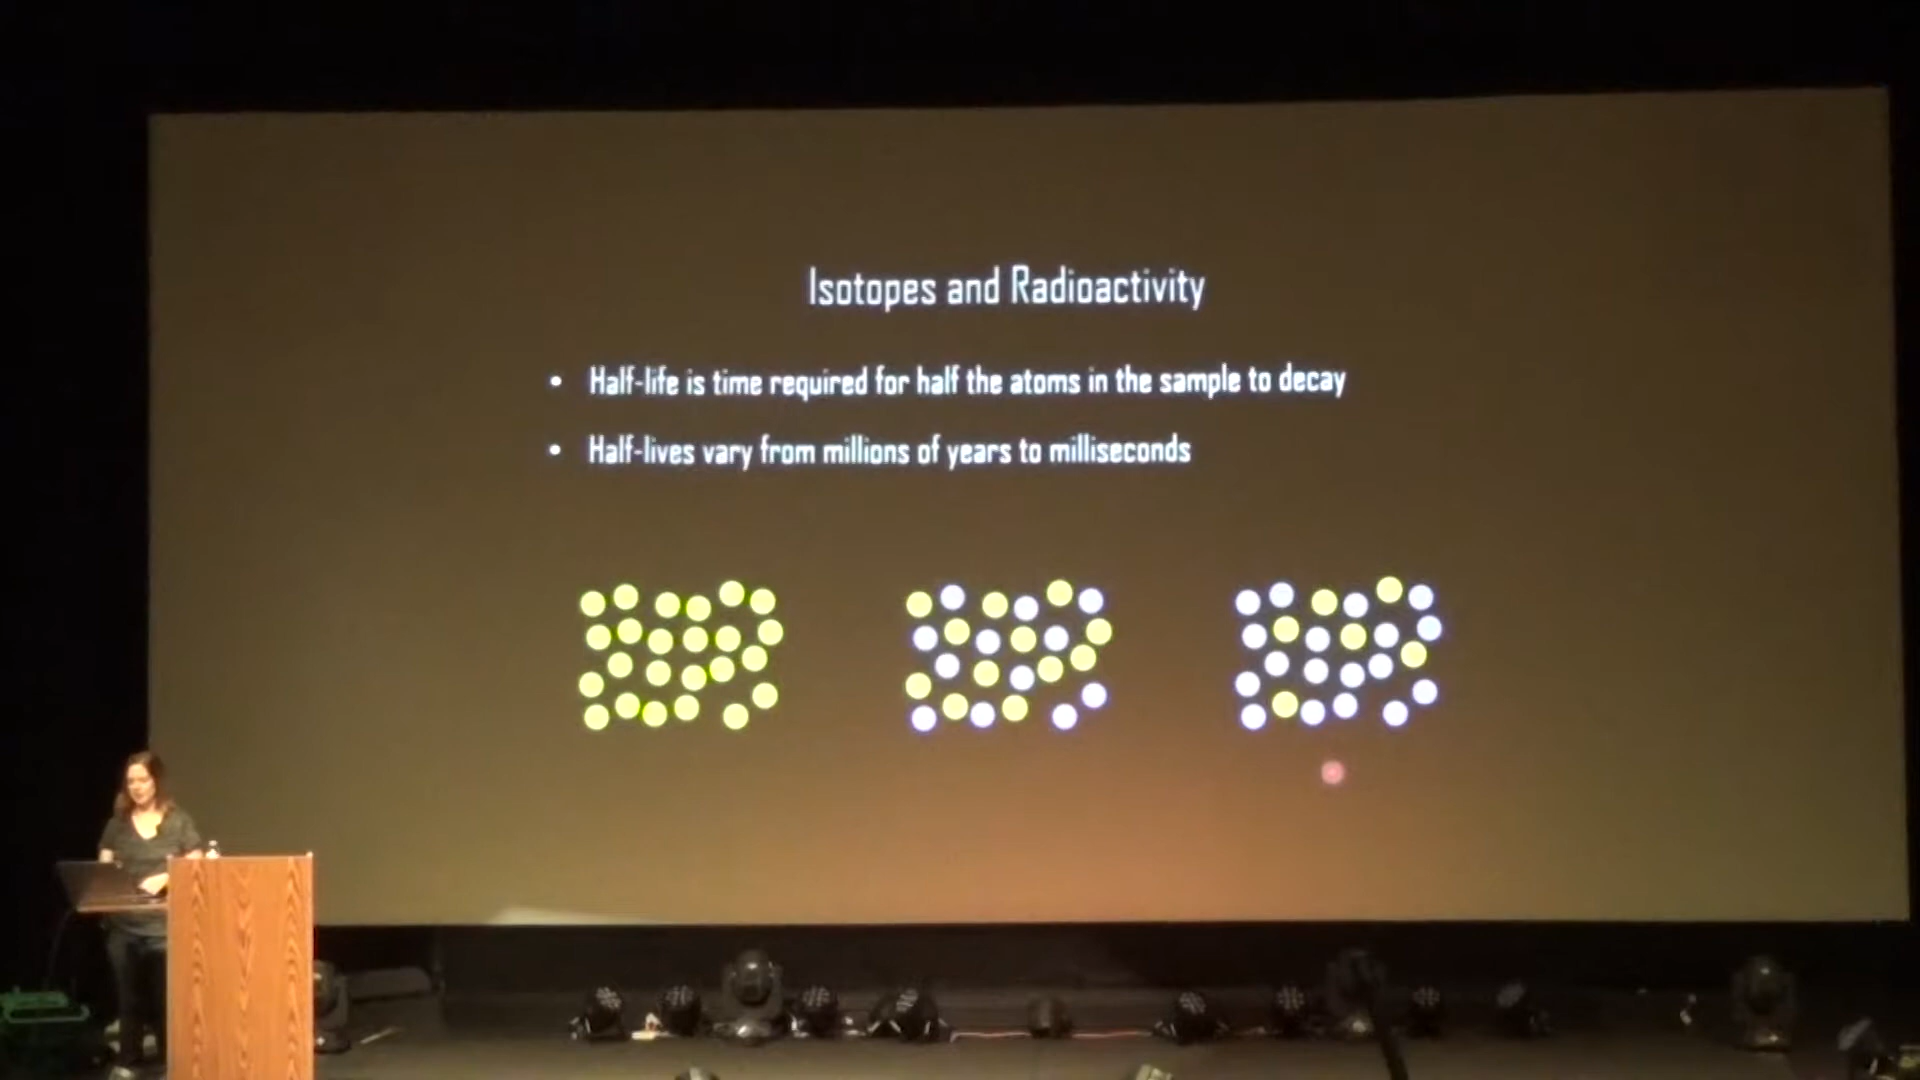 Isotopes and Radioactivity
• Half-life is time required for half the atoms in the sample to decay
• Half-lives vary from millions of years to milliseconds